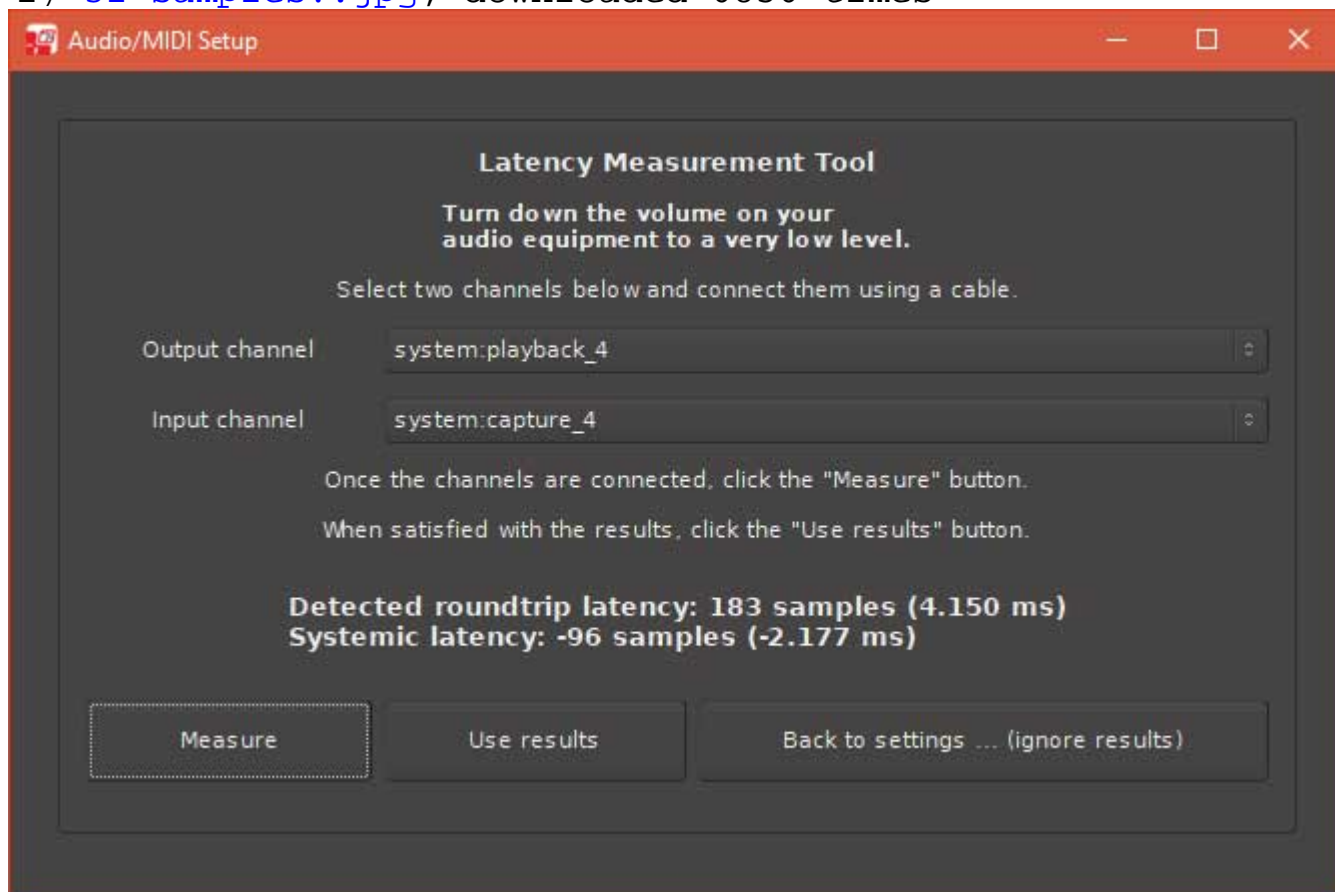 Audio/MIDI Setup
Latency Measurement Tool
Turn down the volume on your
audio equipment to a very low level.
Select two channels below and connect them using a cable.
Output channel system:playback_4
Input channel system:capture_4
Once the channels are connected, click the "Measure" button.
When satisfied with the results, click the "Use results" button.
Detected roundtrip latency: 183 samples (4.150 ms)
Systemic latency: -96 samples (-2.177 ms)
Measure Use results Back to settings ... (ignore results)